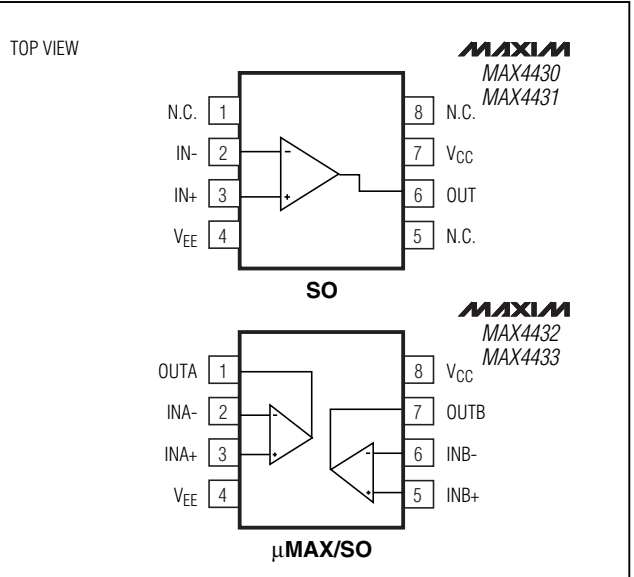 TOP VIEW
MAXIM
MAX4430
MAX4431
N.C. 1
8 N.C.
IN- 2
-
7 VCC
IN+ 3
+
6 OUT
VEE 4
5 N.C.
SO
MAXIM
MAX4432
MAX4433
OUTA 1
8 VCC
INA- 2
-
7 OUTB
INA+ 3
+
-
6 INB-
VEE 4
+
5 INB+
μMAX/SO